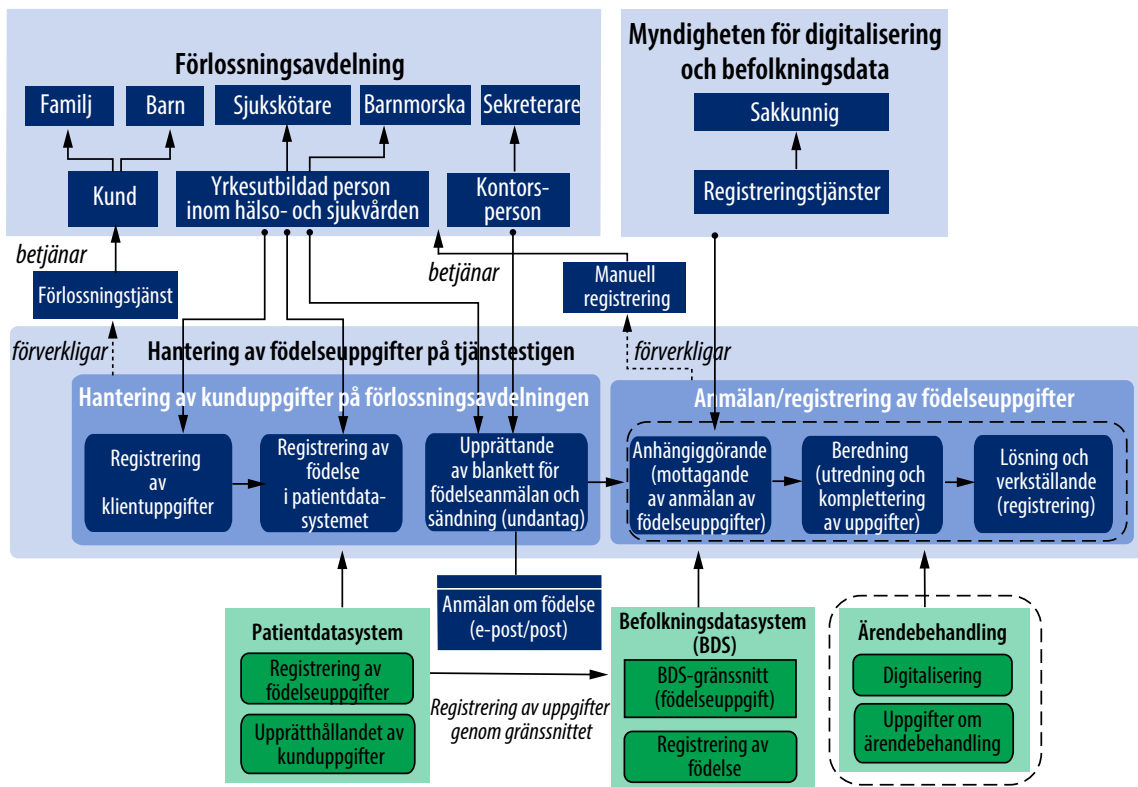 Förlossningsavdelning
Familj
Barn
Sjukskötare
Barnmorska
Sekreterare
Kund
Yrkesutbildad person
inom hälso- och sjukvården
Kontors-
person
Myndigheten för digitalisering
och befolkningsdata
Sakkunnig
Registreringstjänster
betjänar
Förlossningstjänst
betjänar
Manuell
registrering
förverkligar
Hantering av födelseuppgifter på tjänstestigen
förverkligar
Hantering av kunduppgifter på förlossningsavdelningen
Registrering
av
klientuppgifter
Registrering av
födelse
i patientdata-
systemet
Upprättande
av blankett för
födelseanmälan och
sändning (undantag)
Anmälan/registrering av födelseuppgifter
Anhängiggörande
(mottagande
av anmälan av
födelseuppgifter)
Beredning
(utredning och
komplettering
av uppgifter)
Lösning och
verkställande
(registrering)
Anmälan om födelse
(e-post/post)
Patientdatasystem
Registrering av
födelseuppgifter
Upprätthållandet av
kunduppgifter
Registrering av uppgifter
genom gränssnittet
Befolkningsdatasystem
(BDS)
BDS-gränssnitt
(födelseuppgift)
Registrering av
födelse
Ärendebehandling
Digitalisering
Uppgifter om
ärendebehandling